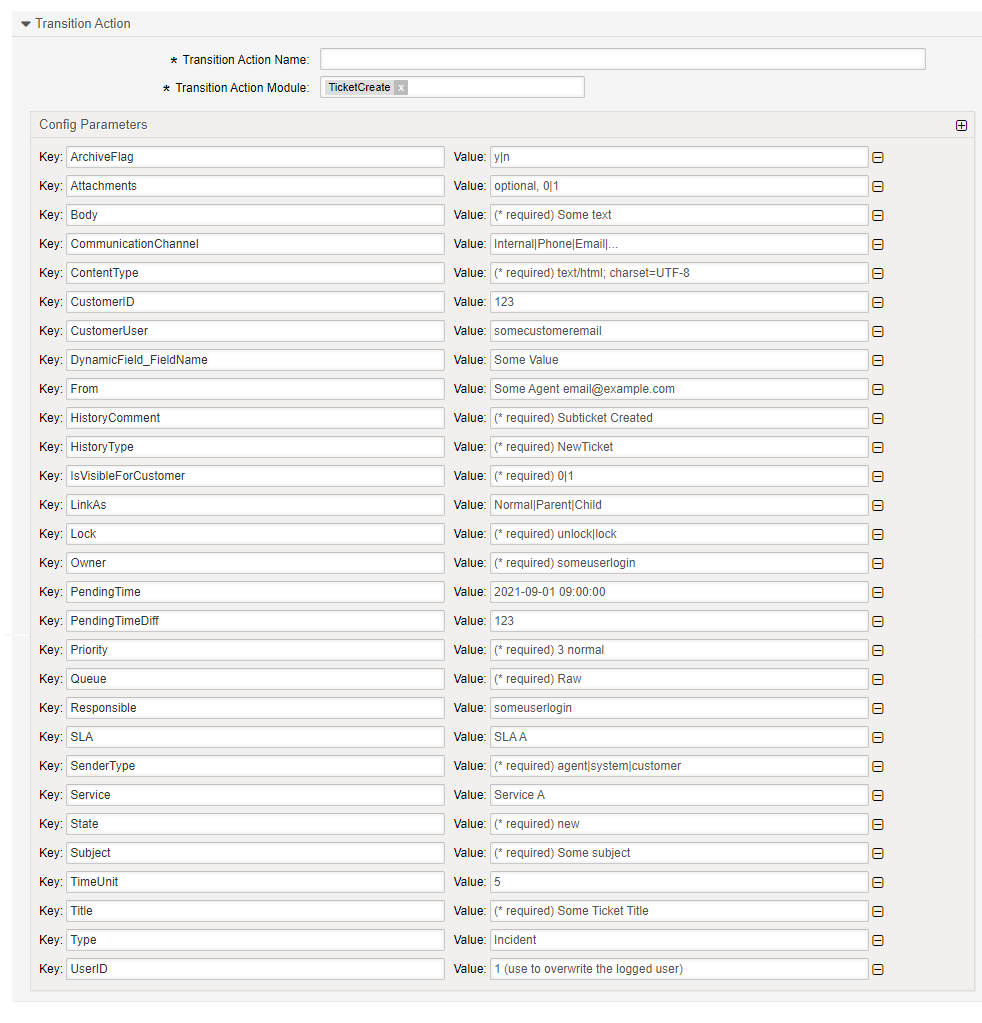 Transition Action
* Transition Action Name:
* Transition Action Module: TicketCreate x
Config Parameters
Key: ArchiveFlag Value: y|n
Key: Attachments Value: optional, 0|1
Key: Body Value: (* required) Some text
Key: CommunicationChannel Value: Internal|Phone|Email|...
Key: ContentType Value: (* required) text/html; charset=UTF-8
Key: CustomerID Value: 123
Key: CustomerUser Value: somecustomeremail
Key: DynamicField_FieldName Value: Some Value
Key: From Value: Some Agent email@example.com
Key: HistoryComment Value: (* required) Subticket Created
Key: HistoryType Value: (* required) NewTicket
Key: IsVisibleForCustomer Value: (* required) 0|1
Key: LinkAs Value: Normal|Parent|Child
Key: Lock Value: (* required) unlock|lock
Key: Owner Value: (* required) someuserlogin
Key: PendingTime Value: 2021-09-01 09:00:00
Key: PendingTimeDiff Value: 123
Key: Priority Value: (* required) 3 normal
Key: Queue Value: (* required) Raw
Key: Responsible Value: someuserlogin
Key: SLA Value: SLA A
Key: SenderType Value: (* required) agent|system|customer
Key: Service Value: Service A
Key: State Value: (* required) new
Key: Subject Value: (* required) Some subject
Key: TimeUnit Value: 5
Key: Title Value: (* required) Some Ticket Title
Key: Type Value: Incident
Key: UserID Value: 1 (use to overwrite the logged user)